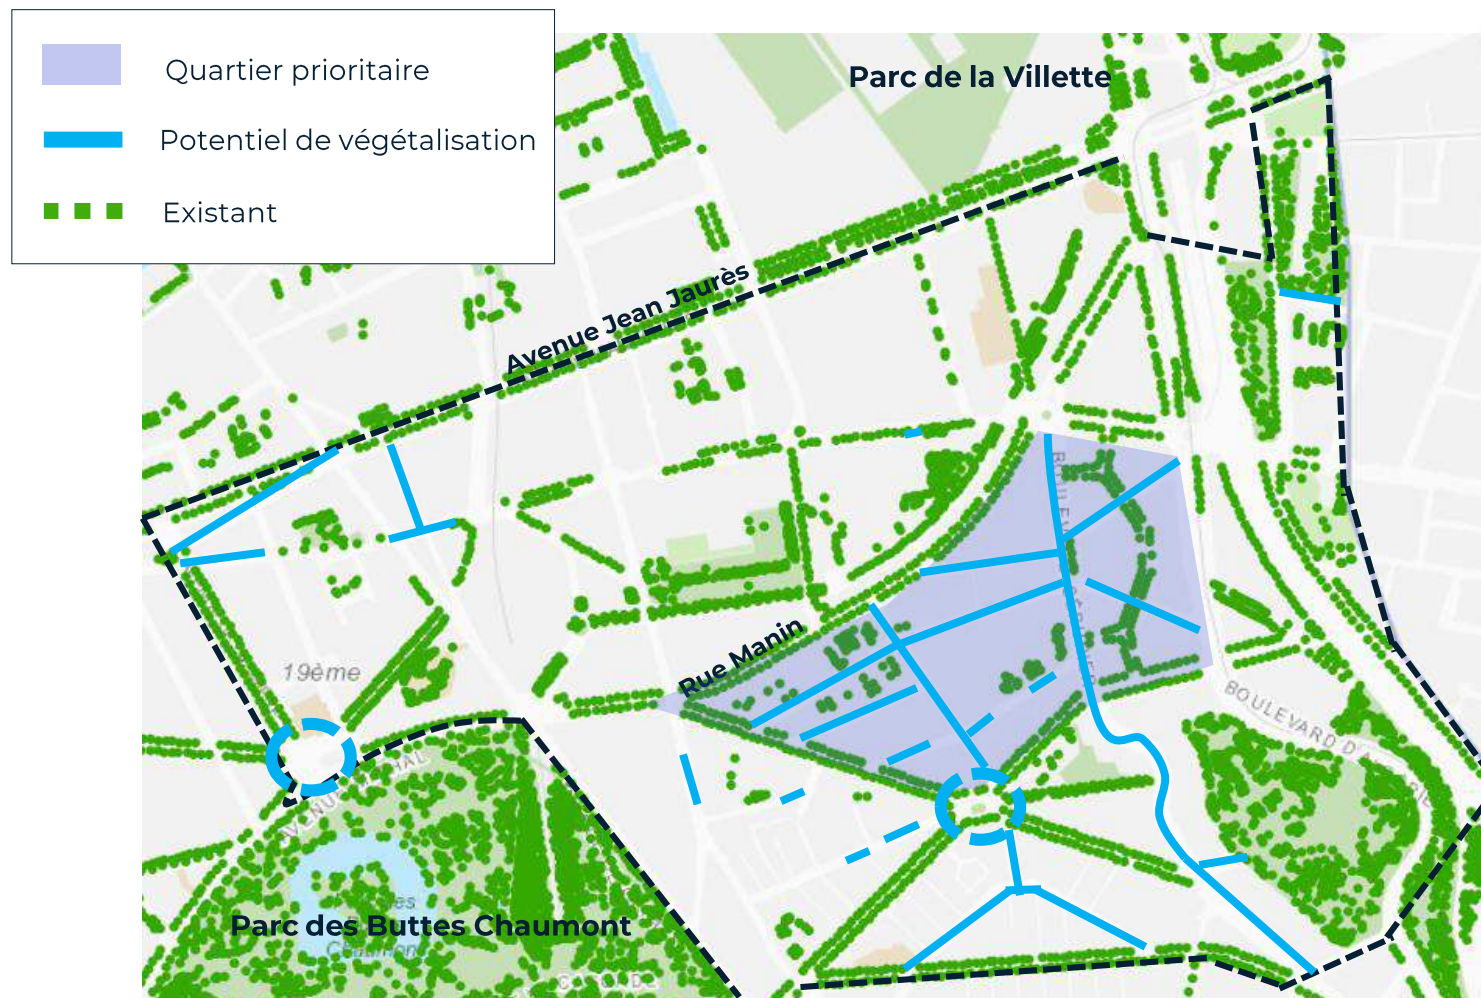 Quartier prioritaire
Potentiel de végétalisation
Existant
Parc de la Villette
Avenue Jean Jaurès
Rue Manin
19ème
BOULEVARD D'A
Parc des Buttes Chaumont